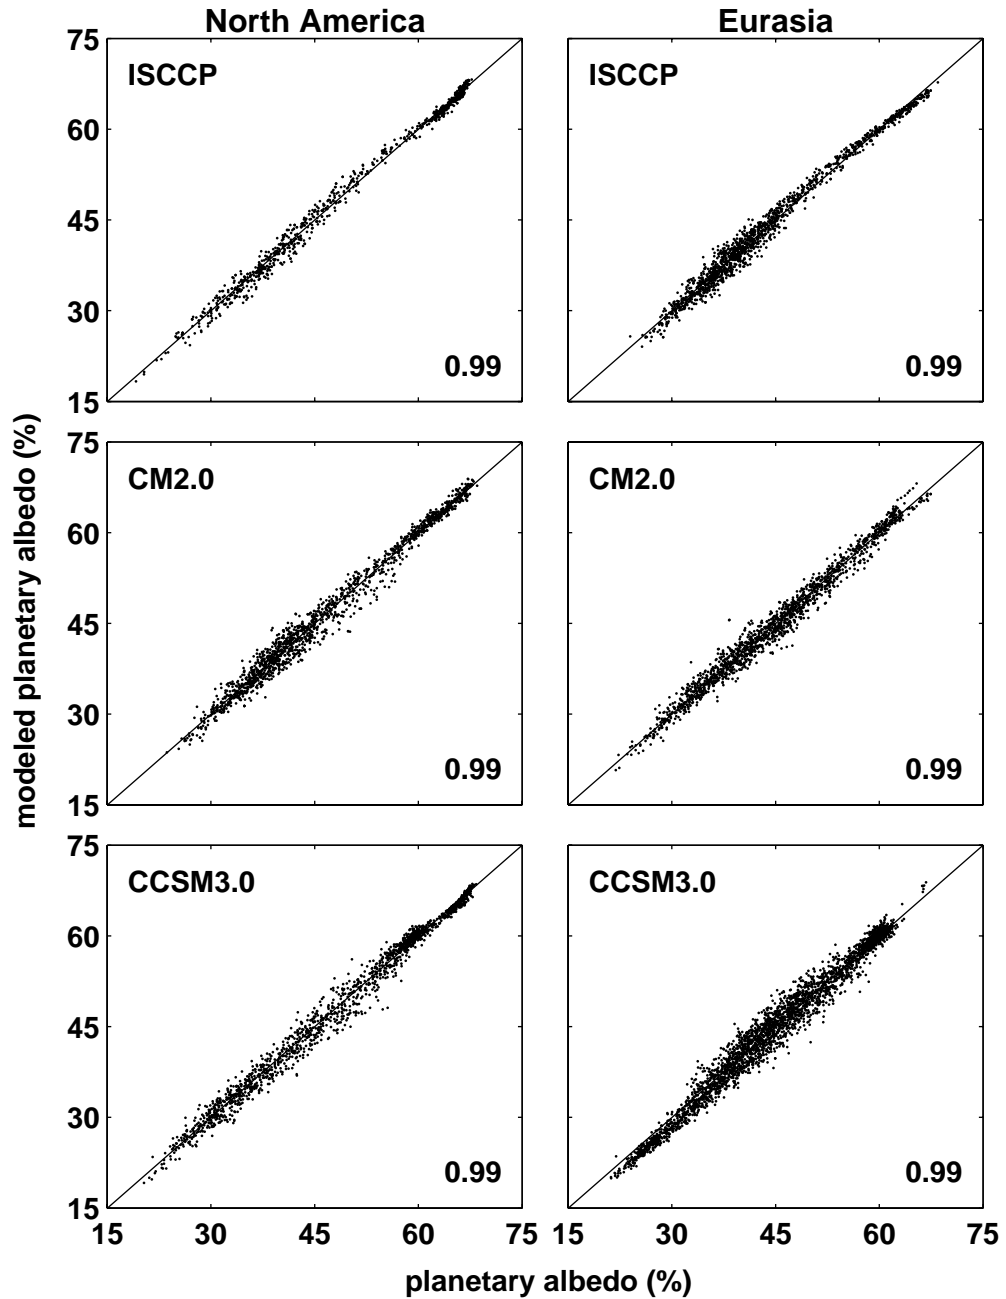 North America
Eurasia
75
60
45
30
15
ISCCP
0.99
ISCCP
0.99
modeled planetary albedo (%)
75
60
45
30
15
CM2.0
0.99
CM2.0
0.99
75
60
45
30
15
CCSM3.0
0.99
CCSM3.0
0.99
15 30 45 60 75
15 30 45 60 75
planetary albedo (%)